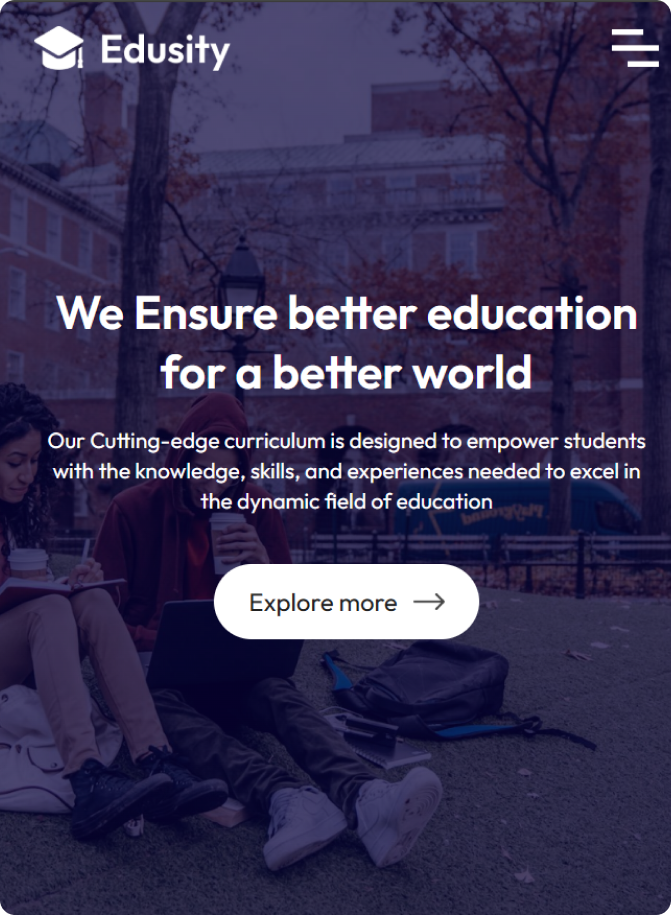 Edusity
We Ensure better education
for a better world
Our Cutting-edge curriculum is designed to empower students
with the knowledge, skills, and experiences needed to excel in
the dynamic field of education
Explore more